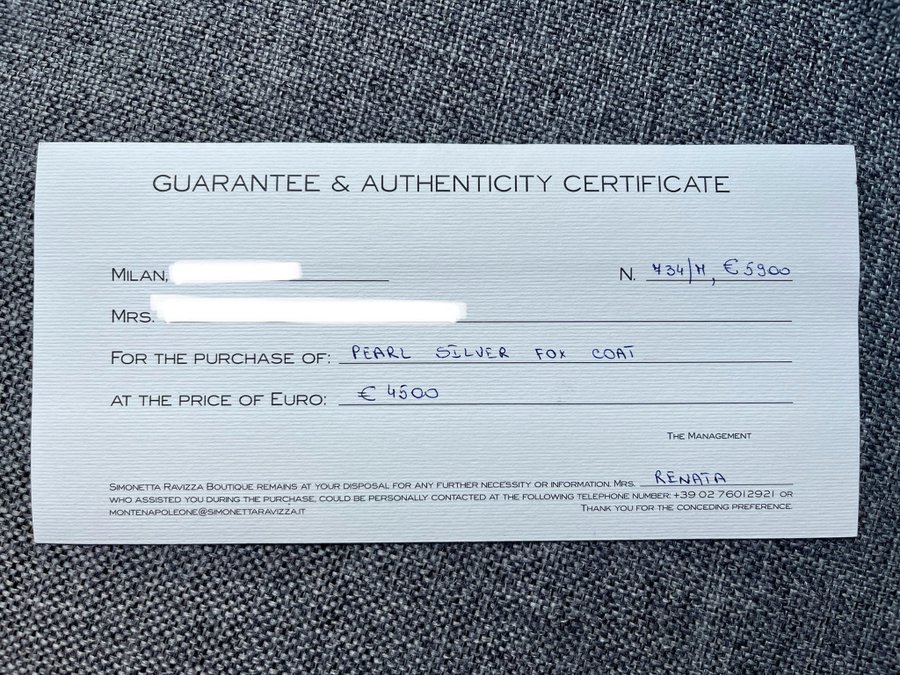 GUARANTEE & AUTHENTICITY CERTIFICATE
MILAN, N. 734/M, € 5900
MRS.
FOR THE PURCHASE OF: PEARL SILVER FOX COAT
AT THE PRICE OF EURO: € 4500
THE MANAGEMENT
SIMONETTA RAVIZZA BOUTIQUE REMAINS AT YOUR DISPOSAL FOR ANY FURTHER NECESSITY OR INFORMATION. MRS. RENATA
WHO ASSISTED YOU DURING THE PURCHASE, COULD BE PERSONALLY CONTACTED AT THE FOLLOWING TELEPHONE NUMBER: +39 02 76012921 OR
MONTENAPOLEONE@SIMONETTARAVIZZA.IT THANK YOU FOR THE CONCEDING PREFERENCE.